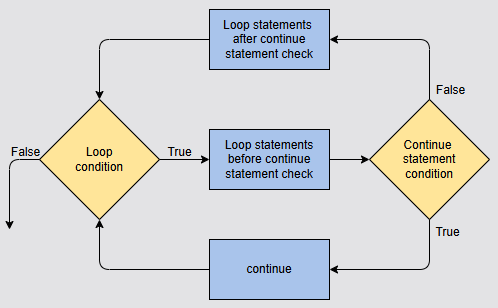 Loop statements
after continue
statement check
False
False
Loop
condition
True
Loop statements
before continue
statement check
Continue
statement
condition
True
continue